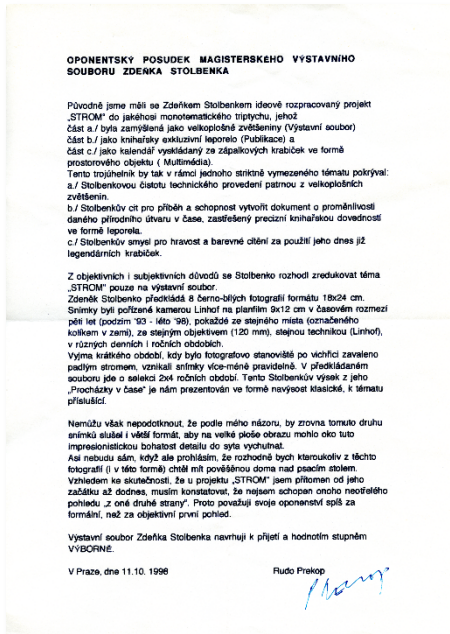 OPONENTSKÝ POSUDEK MAGISTERSKÉHO VÝSTAVNÍHO
SOUBORU ZDEŇKA STOLBENKA
Původně jsme měli se Zdeňkem Stolbenkem ideově rozpracovaný projekt
„STROM" do jakéhosi monotematického triptychu, jehož
část a./ byla zamýšlená jako velkoplošné zvětšeniny (Výstavní soubor)
část b./ jako knihařsky exkluzivní leporelo (Publikace) a
část c./ jako kalendář vyskládaný ze zápalkových krabiček ve formě
prostorového objektu ( Multimédia).
Tento trojúhelník by tak v rámci jednoho striktně vymezeného tématu pokrýval:
a./ Stolbenkovou čistotu technického provedení patrnou z velkoplošných
zvětšenin.
b./ Stolbenkův cit pro příběh a schopnost vytvořit dokument o proměnlivosti
daného přírodního útvaru v čase, zastřešený precizní knihařskou dovedností
ve formě leporela.
c./ Stolbenkův smysl pro hravost a barevné cítění za použití jeho dnes již
legendárních krabiček.
Z objektivních i subjektivních důvodů se Stolbenko rozhodl zredukovat téma
„STROM" pouze na výstavní soubor.
Zdeněk Stolbenko předkládá 8 černo-bílých fotografií formátu 18x24 cm.
Snímky byli pořízené kamerou Linhof na planfilm 9x12 cm v časovém rozmezí
pěti let (podzim '93 - léto '98), pokaždé ze stejného místa (označeného
kolíkem v zemi), ze stejným objektivem (120 mm), stejnou technikou (Linhof),
v různých denních i ročních obdobích.
Vyjma krátkého období, kdy bylo fotografovo stanoviště po vichřici zavaleno
padlým stromem, vznikali snímky více-méně pravidelně. V předkládaném
souboru jde o selekci 2x4 ročních období. Tento Stolbenkův výsek z jeho
„Procházky v čase" je nám prezentován ve formě navýsost klasické, k tématu
příslušící.
Nemůžu však nepodotknout, že podle mého názoru, by zrovna tomuto druhu
snímků slušel i větší formát, aby na velké ploše obrazu mohlo oko tuto
impresionistickou bohatost detailu do syta vychutnat.
Asi nebudu sám, když ale prohlásím, že rozhodně bych kteroukoliv z těchto
fotografií (i v této formě) chtěl mít pověšenou doma nad psacím stolem.
Vzhledem ke skutečnosti, že u projektu „STROM" jsem přítomen od jeho
začátku až dodnes, musím konstatovat, že nejsem schopen onoho neotřelého
pohledu „z oné druhé strany". Proto považuji svoje oponentství spíš za
formální, než za objektivní první pohled.
Výstavní soubor Zdeňka Stolbenka navrhuji k přijetí a hodnotím stupněm
VÝBORNĚ.
V Praze, dne 11.10. 1998 Rudo Prekop